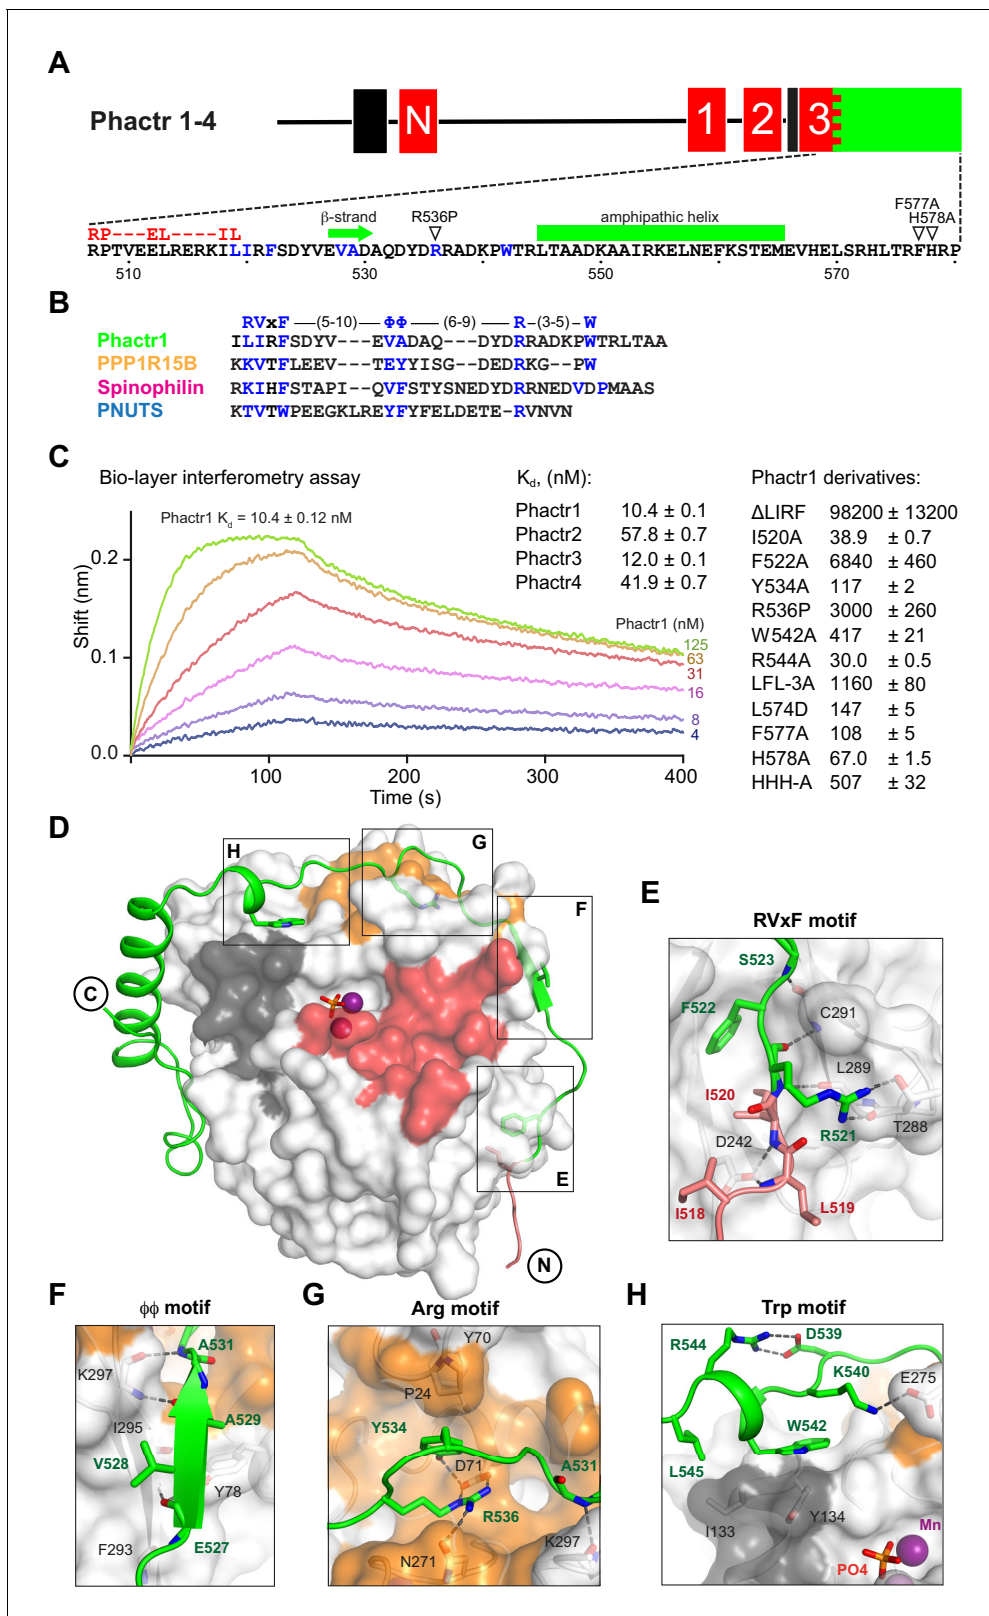 A
Phactr 1-4
N
1
2
3
F577A
H578A
β-strand
R536P
amphipathic helix
RP----EL-----IL
RPTVEELRERKILIRFSDYVEVADAQDYDRRADKPWTRLTAADKAAIRKELNEFKSTEMEVHELSRHLTRFHRP
510
530
550
570
B
RVxF —(5-10) ΦΦ —(6-9) — R-(3-5)- W
Phactr1 ILIRFSDYV---EVADAQ--DYDRRADKPWTRLTAA
PPP1R15B KKVTFLEEV---TEYYISG--DEDRKG--PW
Spinophilin RKIHFSTAPI--QVFSTYSNEDYDRRNEDVDPMAAS
PNUTS KTVTWPEEGKLREYFYFELDETE-RVNVN
C
Bio-layer interferometry assay
Phactr1 Kd = 10.4 ± 0.12 nM
Shift (nm)
0.2
0.1
0.0
100
200
300
400
Time (s)
Phactr1 (nM)
125
63
31
16
8
4
Kd, (nM):
Phactr1 10.4 ± 0.1
Phactr2 57.8 ± 0.7
Phactr3 12.0 ± 0.1
Phactr4 41.9 ± 0.7
Phactr1 derivatives:
ΔLIRF 98200 ± 13200
I520A 38.9 ± 0.7
F522A 6840 ± 460
Y534A 117 ± 2
R536P 3000 ± 260
W542A 417 ± 21
R544A 30.0 ± 0.5
LFL-3A 1160 ± 80
L574D 147 ± 5
F577A 108 ± 5
H578A 67.0 ± 1.5
HHH-A 507 ± 32
D
H
G
F
E
C
N
E
RVxF motif
S523
F522
C291
L289
I520
T288
R521
D242
I518
L519
F
ϕϕ motif
A531
K297
A529
I295
V528
Y78
F293
E527
G
Arg motif
Y70
P24
Y534
D71
A531
R536
K297
N271
H
Trp motif
D539
R544
K540
E275
W542
L545
I133
Y134
Mn
PO4